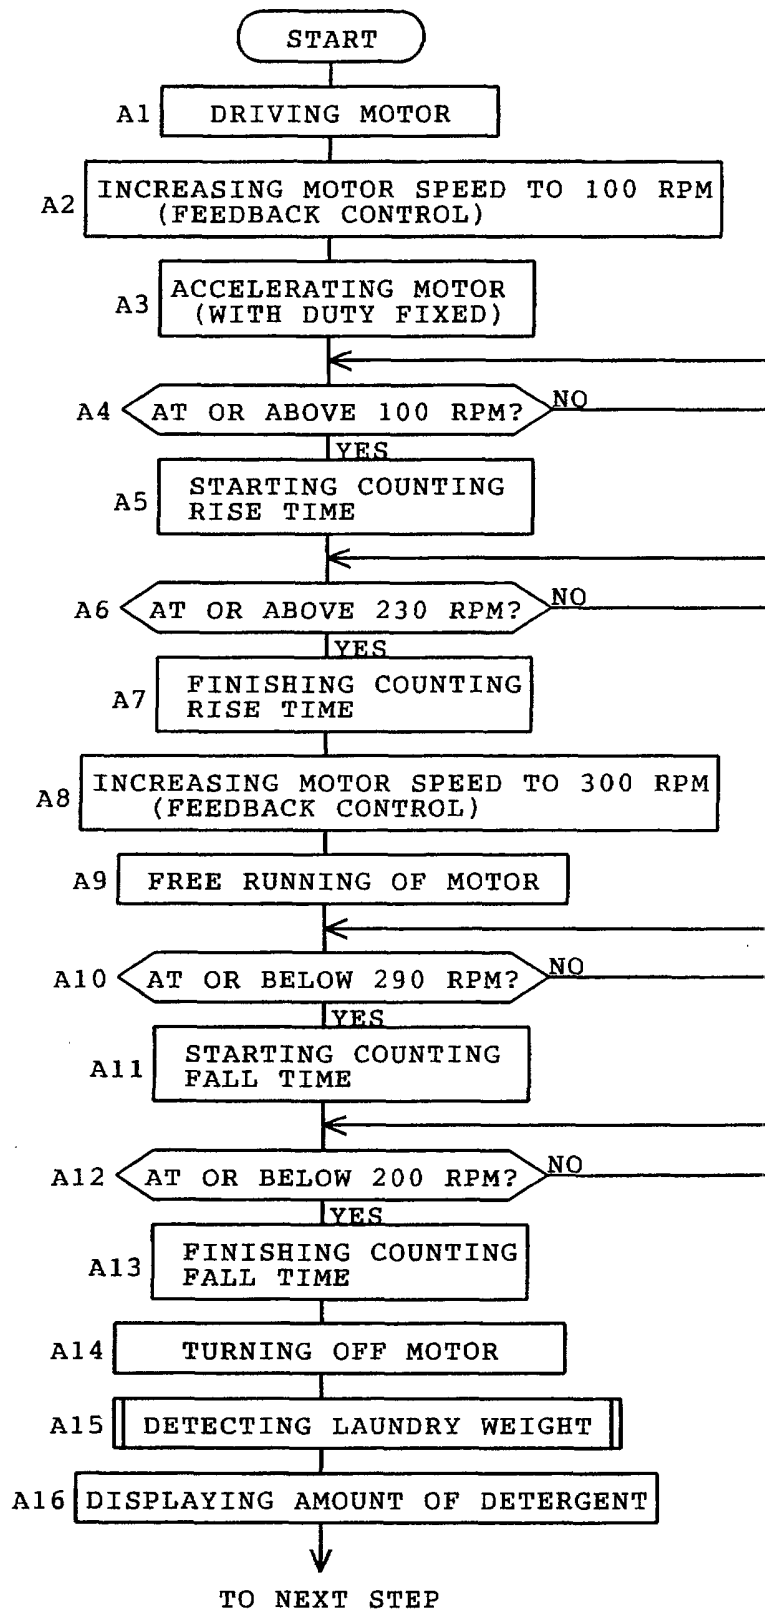 START
A1 DRIVING MOTOR
A2 INCREASING MOTOR SPEED TO 100 RPM
(FEEDBACK CONTROL)
A3 ACCELERATING MOTOR
(WITH DUTY FIXED)
A4 AT OR ABOVE 100 RPM? NO
YES
A5 STARTING COUNTING
RISE TIME
A6 AT OR ABOVE 230 RPM? NO
YES
A7 FINISHING COUNTING
RISE TIME
A8 INCREASING MOTOR SPEED TO 300 RPM
(FEEDBACK CONTROL)
A9 FREE RUNNING OF MOTOR
A10 AT OR BELOW 290 RPM? NO
YES
A11 STARTING COUNTING
FALL TIME
A12 AT OR BELOW 200 RPM? NO
YES
A13 FINISHING COUNTING
FALL TIME
A14 TURNING OFF MOTOR
A15 DETECTING LAUNDRY WEIGHT
A16 DISPLAYING AMOUNT OF DETERGENT
TO NEXT STEP